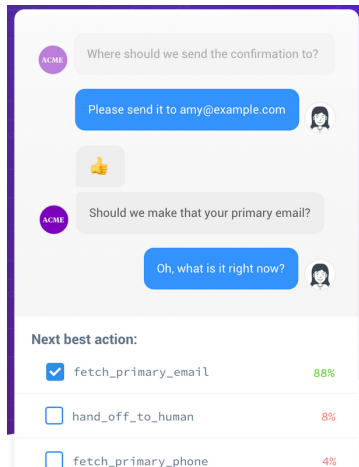 Where should we send the confirmation to?
ACME
Please send it to amy@example.com
👍
Should we make that your primary email?
ACME
Oh, what is it right now?
Next best action:
fetch_primary_email 88%
hand_off_to_human 8%
fetch_primary_phone 4%